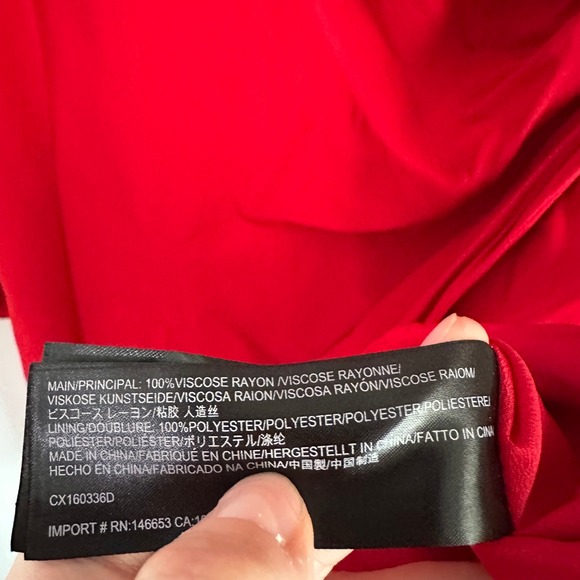 MAIN/PRINCIPAL: 100%VISCOSE RAYON /VISCOSE RAYONNE/
VISKOSE KUNSTSEIDE/VISCOSA RAION/VISCOSA RAYÓN/VISCOSE RAION/
ビスコース レーヨン/粘胶 人造丝
LINING/DOUBLURE: 100%POLYESTER/POLYESTER/POLYESTER/POLIESTERE/
POLIÉSTER/POLIÉSTER/ポリエステル/涤纶
MADE IN CHINA/FABRIQUÉ EN CHINE/HERGESTELLT IN CHINA/FATTO IN CINA
HECHO EN CHINA/FABRICADO NA CHINA/中国製/中国制造
CX160336D
IMPORT # RN:146653 CA: